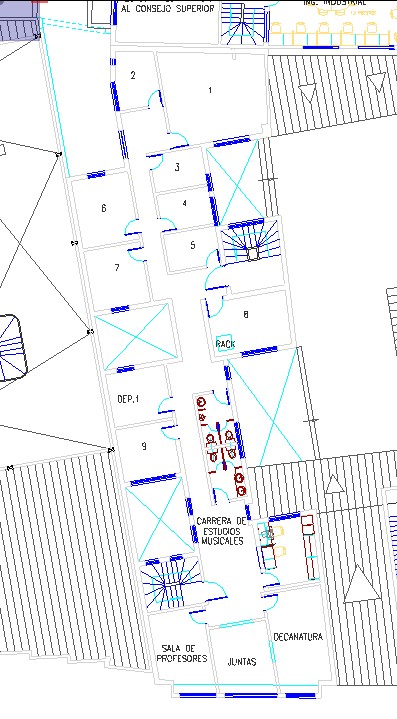 AL CONSEJO SUPERIOR
ING. INDUSTRIAL
2
1
3
4
6
5
7
8
RACK
DEP.1
9
CARRERA DE
ESTUDIOS
MUSICALES
SALA DE
PROFESORES
JUNTAS
DECANATURA